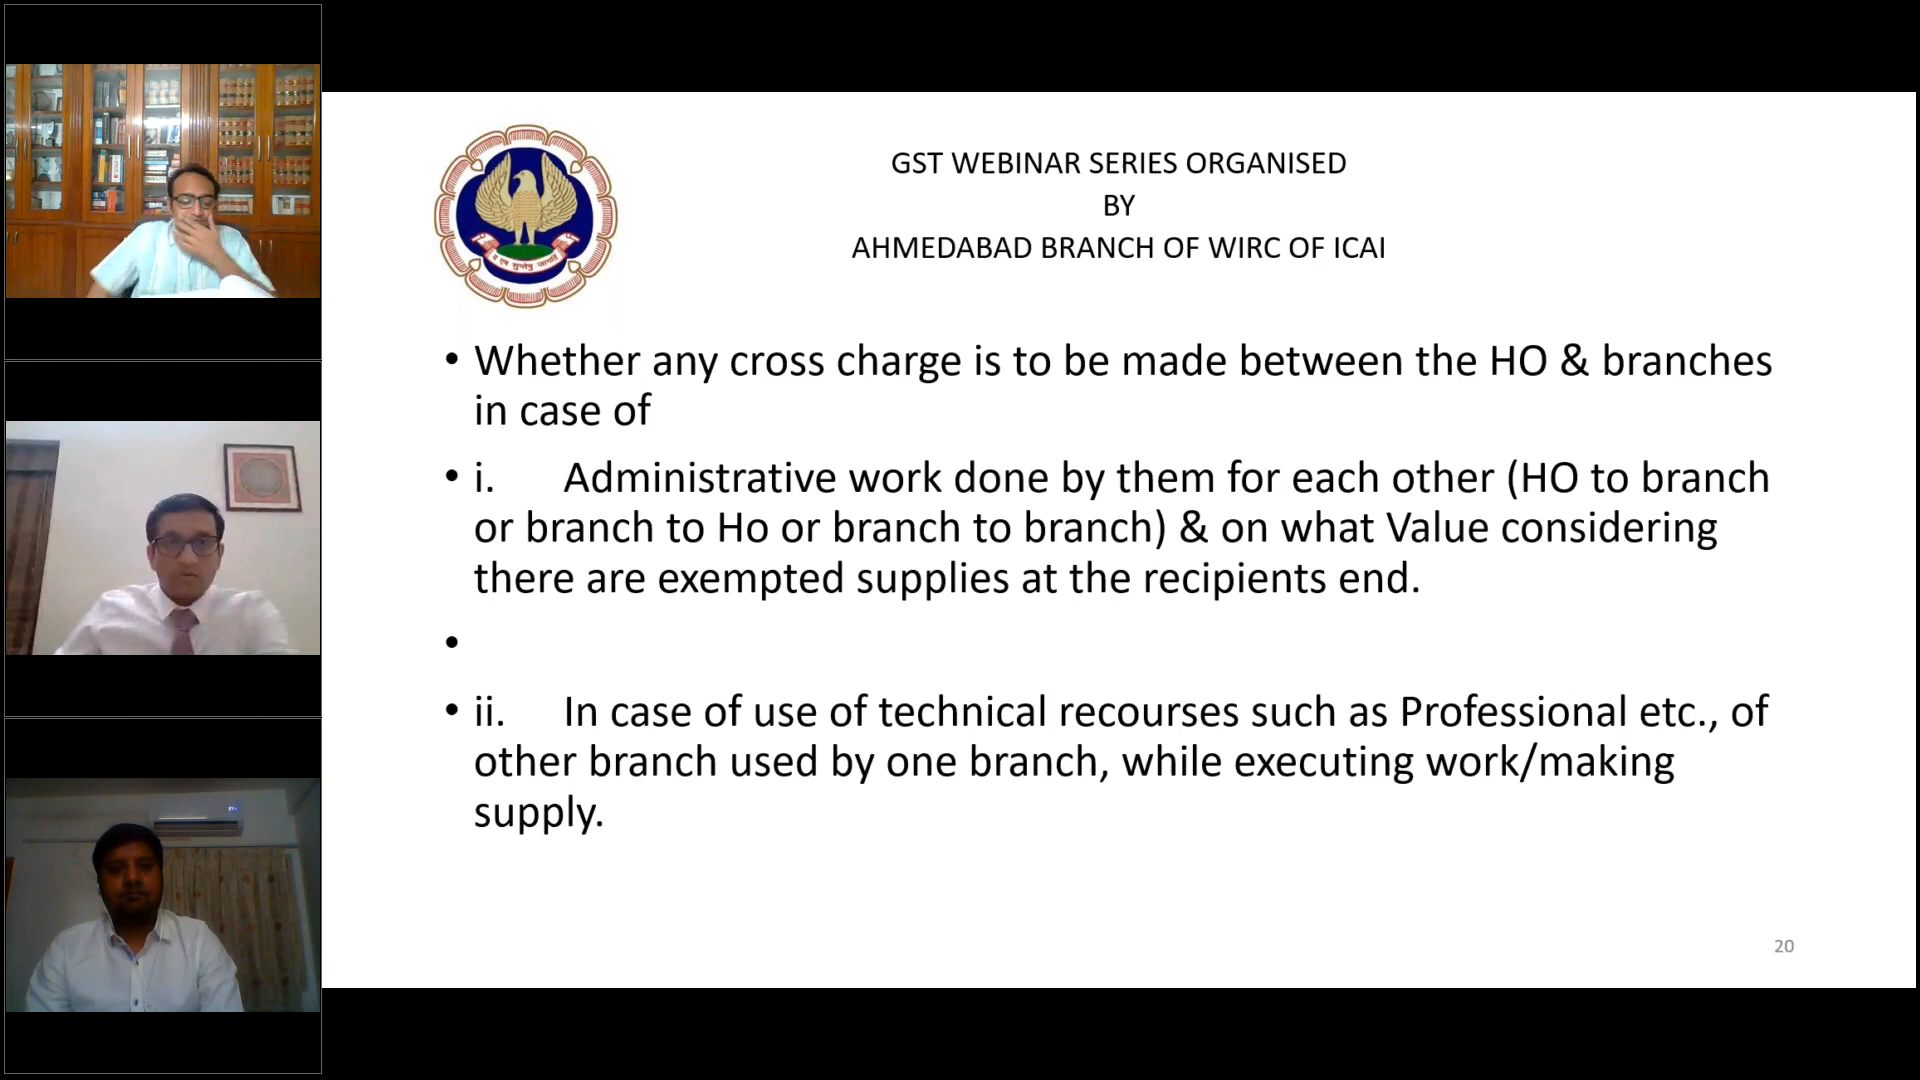 GST WEBINAR SERIES ORGANISED
BY
AHMEDABAD BRANCH OF WIRC OF ICAI
• Whether any cross charge is to be made between the HO & branches
in case of
• i. Administrative work done by them for each other (HO to branch
or branch to Ho or branch to branch) & on what Value considering
there are exempted supplies at the recipients end.
•
• ii. In case of use of technical recourses such as Professional etc., of
other branch used by one branch, while executing work/making
supply.
20